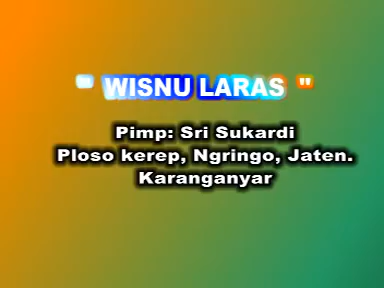 " WISNU LARAS "
Pimp: Sri Sukardi
Ploso kerep, Ngringo, Jaten.
Karanganyar